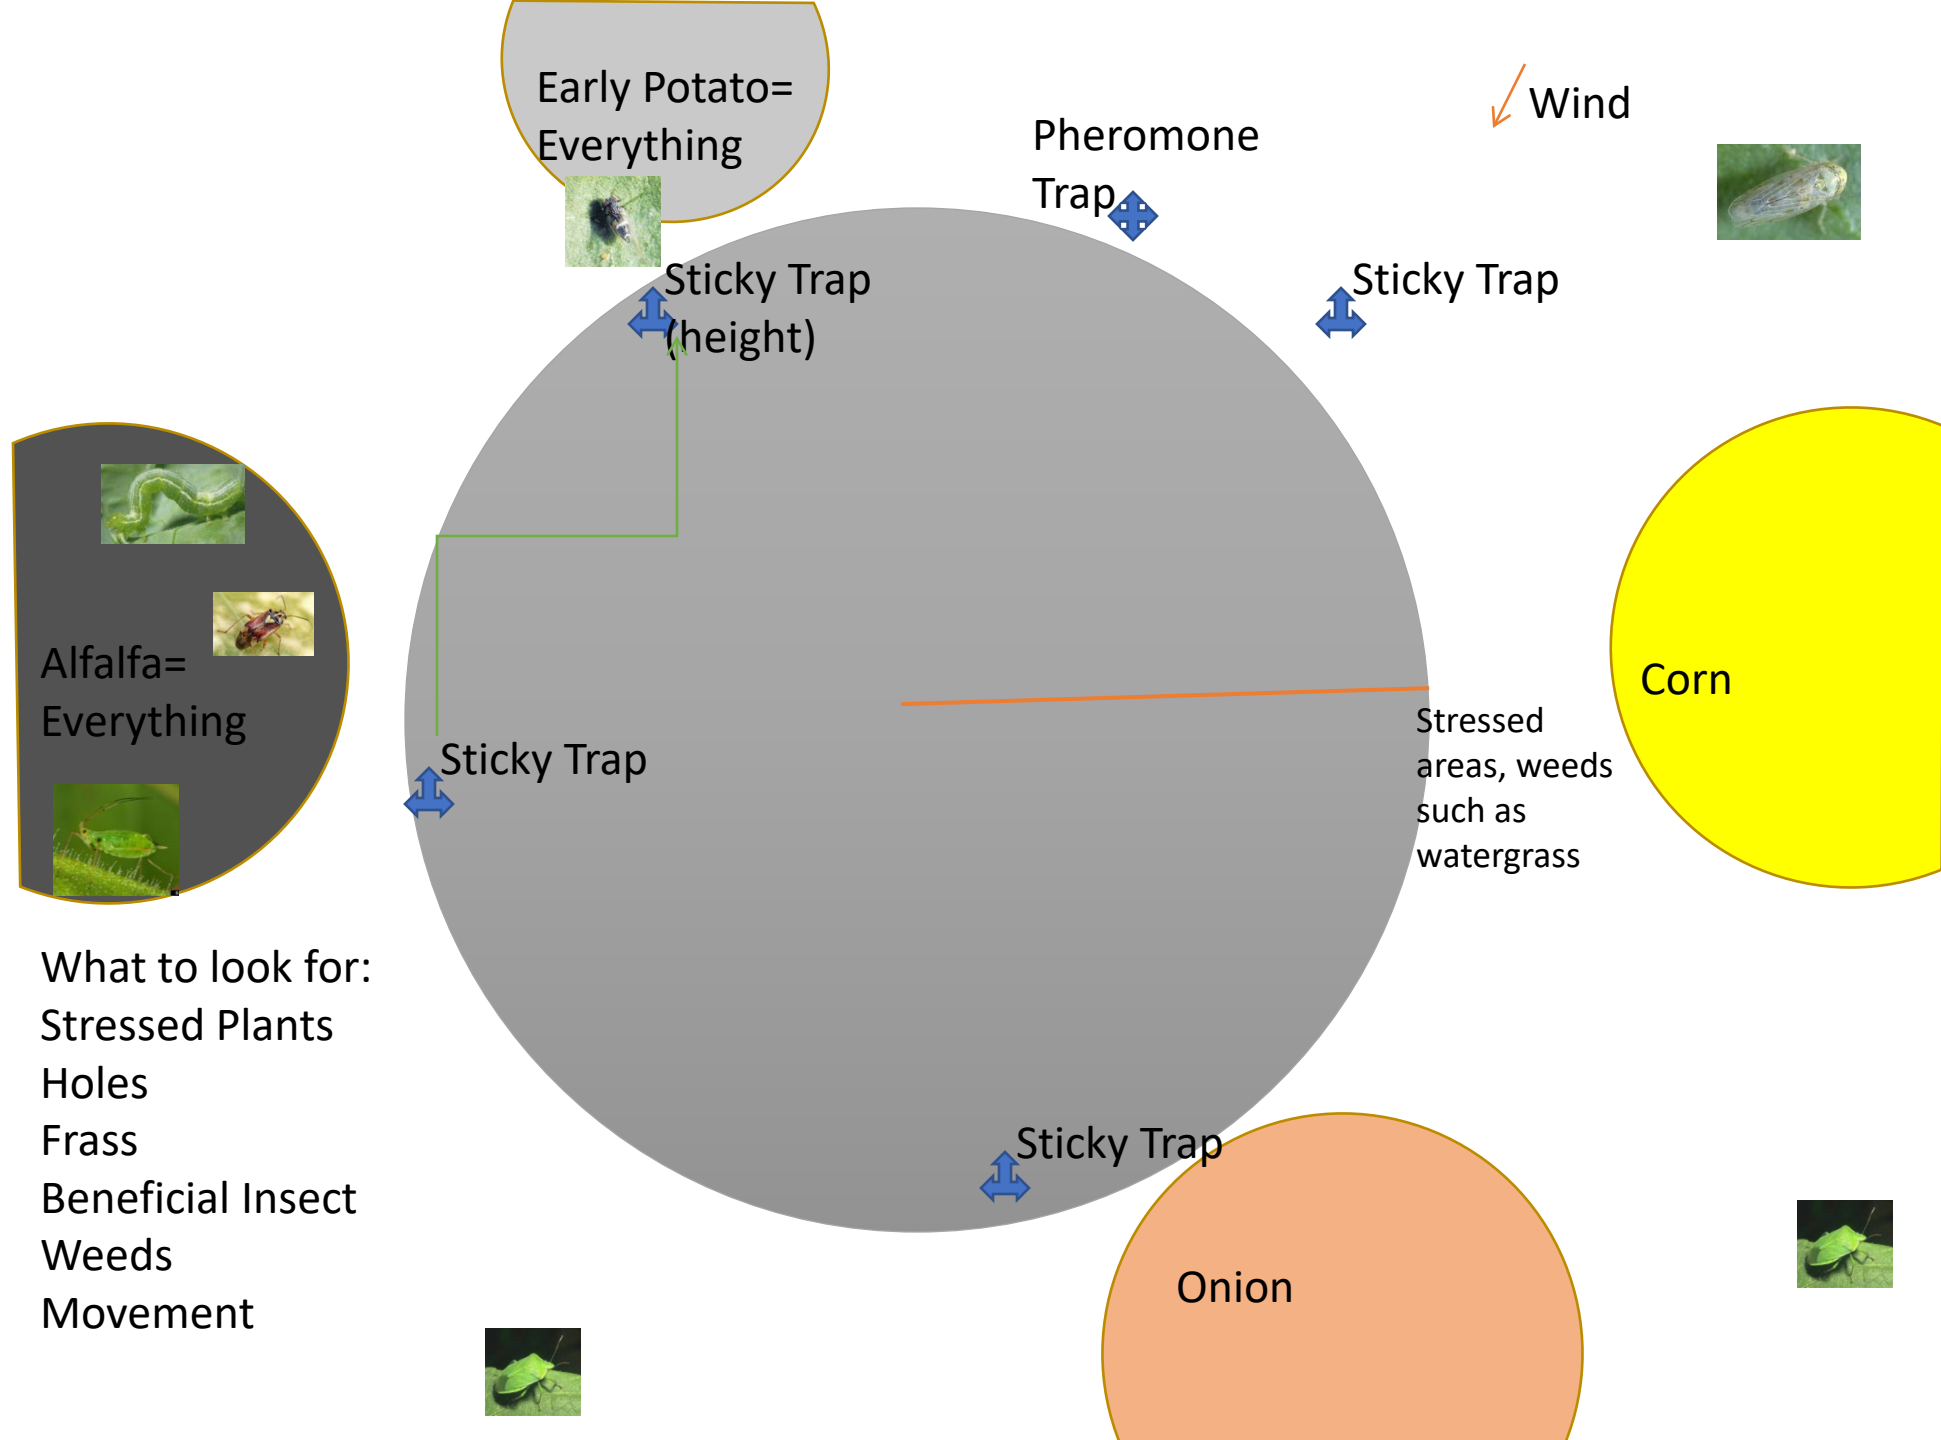 Early Potato=
Everything
Wind
Pheromone
Trap
Sticky Trap
(height)
Sticky Trap
Alfalfa=
Everything
Sticky Trap
Corn
Stressed
areas, weeds
such as
watergrass
What to look for:
Stressed Plants
Holes
Frass
Beneficial Insect
Weeds
Movement
Sticky Trap
Onion